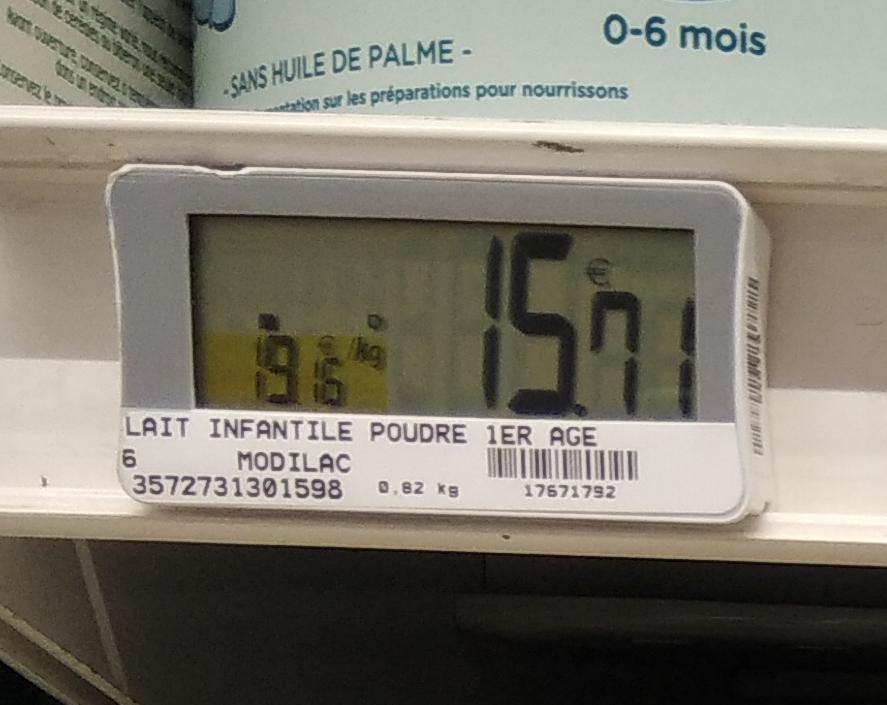 0-6 mois
- SANS HUILE DE PALME -
sur les préparations pour nourrissons
15.71 €
19.16 €/kg
LAIT INFANTILE POUDRE 1ER AGE
6 MODILAC
3572731301598 0.82 kg 17671792